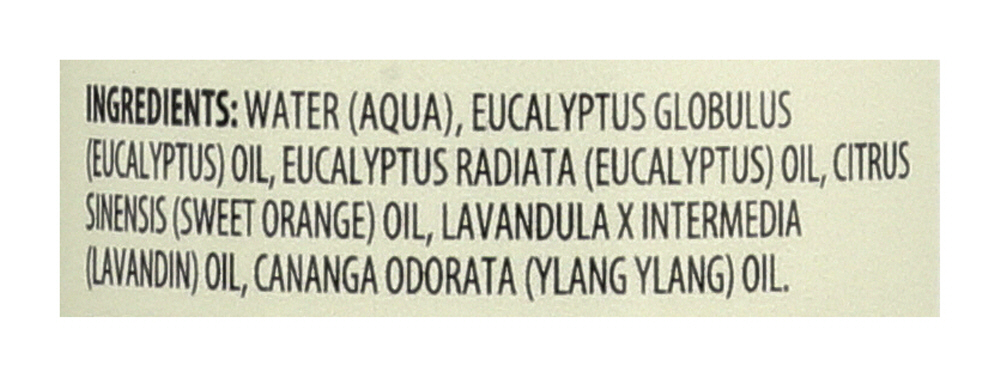 INGREDIENTS: WATER (AQUA), EUCALYPTUS GLOBULUS
(EUCALYPTUS) OIL, EUCALYPTUS RADIATA (EUCALYPTUS) OIL, CITRUS
SINENSIS (SWEET ORANGE) OIL, LAVANDULA X INTERMEDIA
(LAVANDIN) OIL, CANANGA ODORATA (YLANG YLANG) OIL.